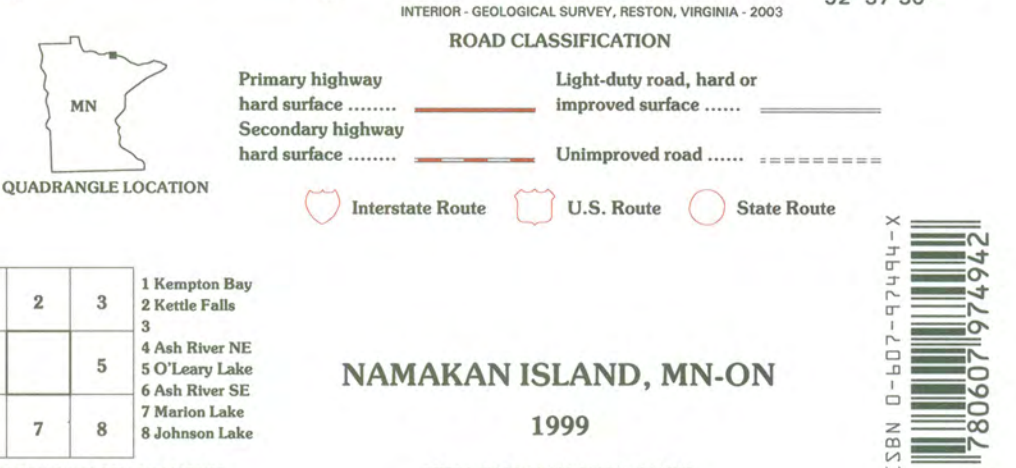 INTERIOR - GEOLOGICAL SURVEY, RESTON, VIRGINIA - 2003
ROAD CLASSIFICATION
MN
QUADRANGLE LOCATION
Primary highway
hard surface ........
Secondary highway
hard surface ........
Light-duty road, hard or
improved surface ......
Unimproved road ......
Interstate Route
U.S. Route
State Route
2 3
5
7 8
1 Kempton Bay
2 Kettle Falls
3
4 Ash River NE
5 O'Leary Lake
6 Ash River SE
7 Marion Lake
8 Johnson Lake
NAMAKAN ISLAND, MN-ON
1999
ISBN 0-607-97494-X
780607 974942